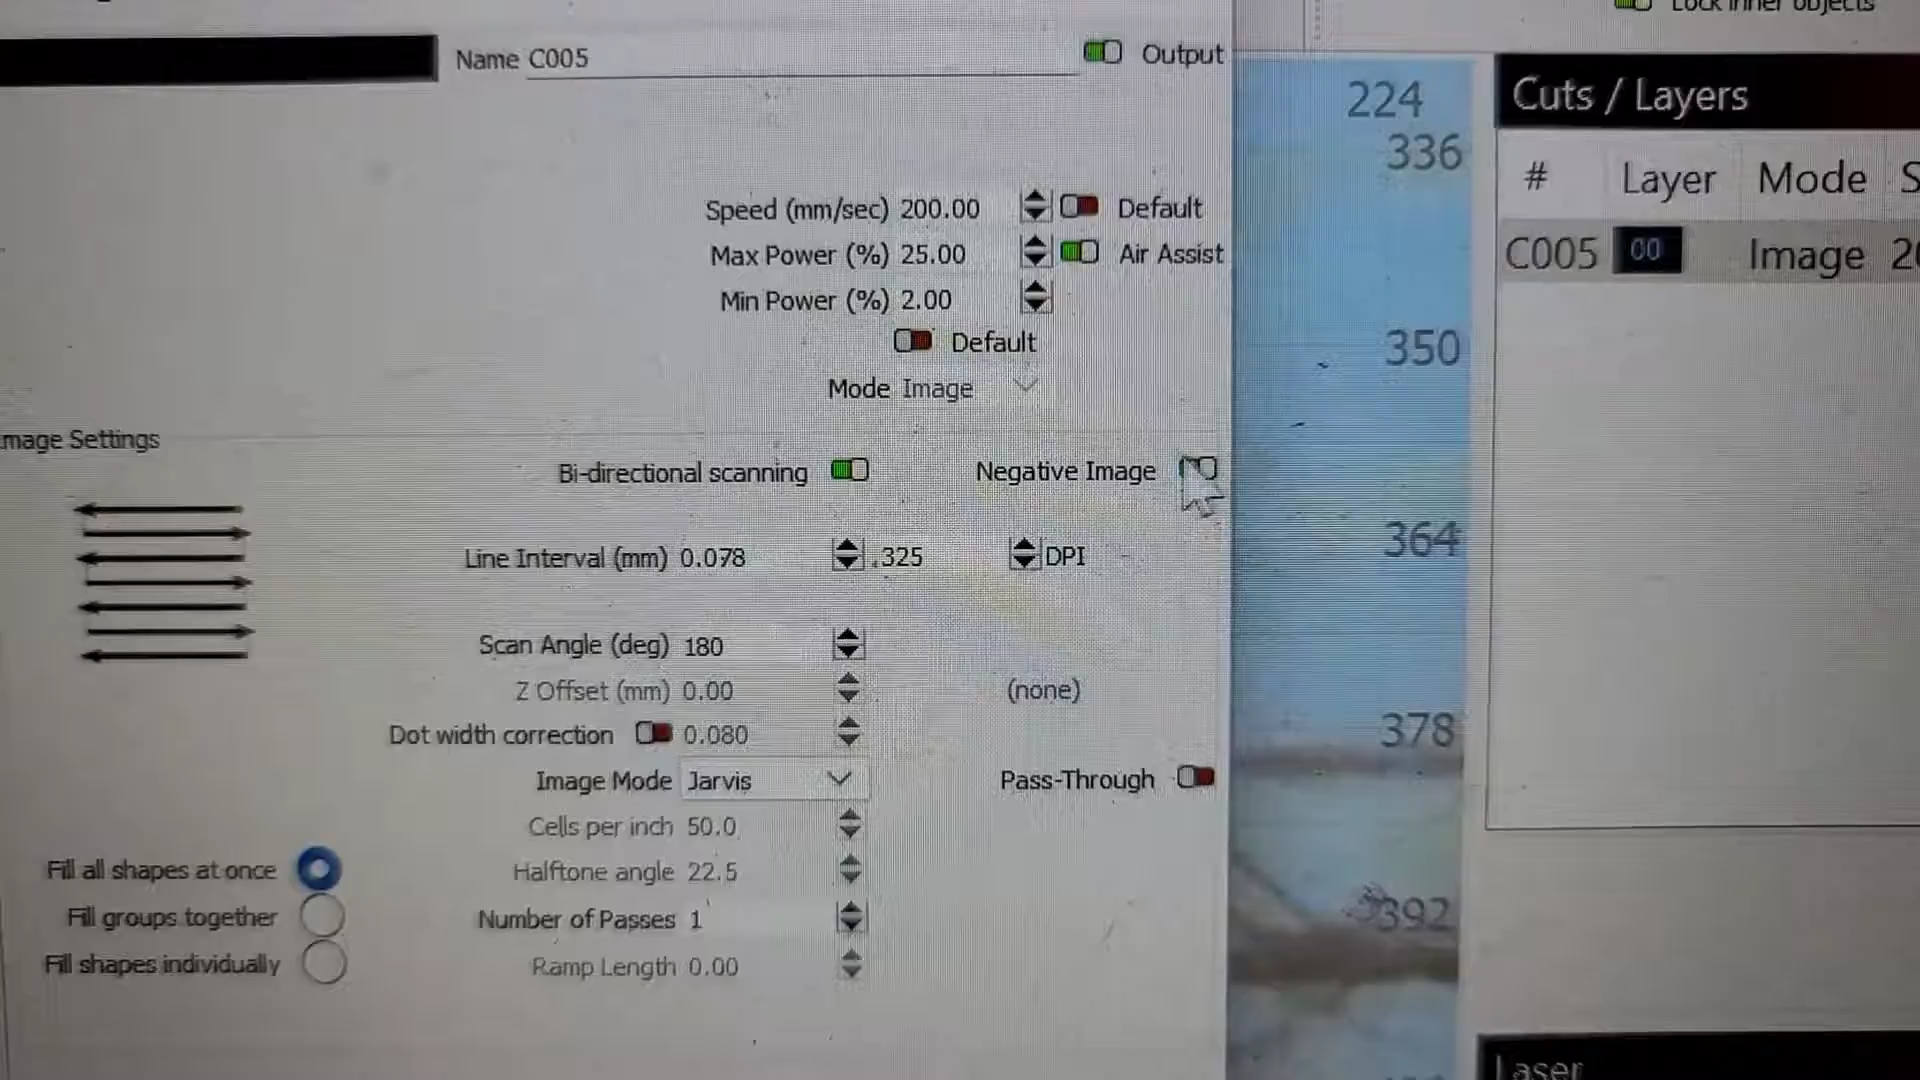 Lock inner objects
Name C005
Output
Speed (mm/sec) 200.00
Default
Max Power (%) 25.00
Air Assist
Min Power (%) 2.00
Default
Mode Image
mage Settings
Bi-directional scanning
Negative Image
Line Interval (mm) 0.078
.325
DPI
Scan Angle (deg) 180
Z Offset (mm) 0.00
(none)
Dot width correction
0.080
Image Mode Jarvis
Pass-Through
Cells per inch 50.0
Halftone angle 22.5
Number of Passes 1
Ramp Length 0.00
Fill all shapes at once
Fill groups together
Fill shapes individually
224
336
350
364
378
392
Cuts / Layers
# Layer Mode S
C005 00 Image 20
Laser